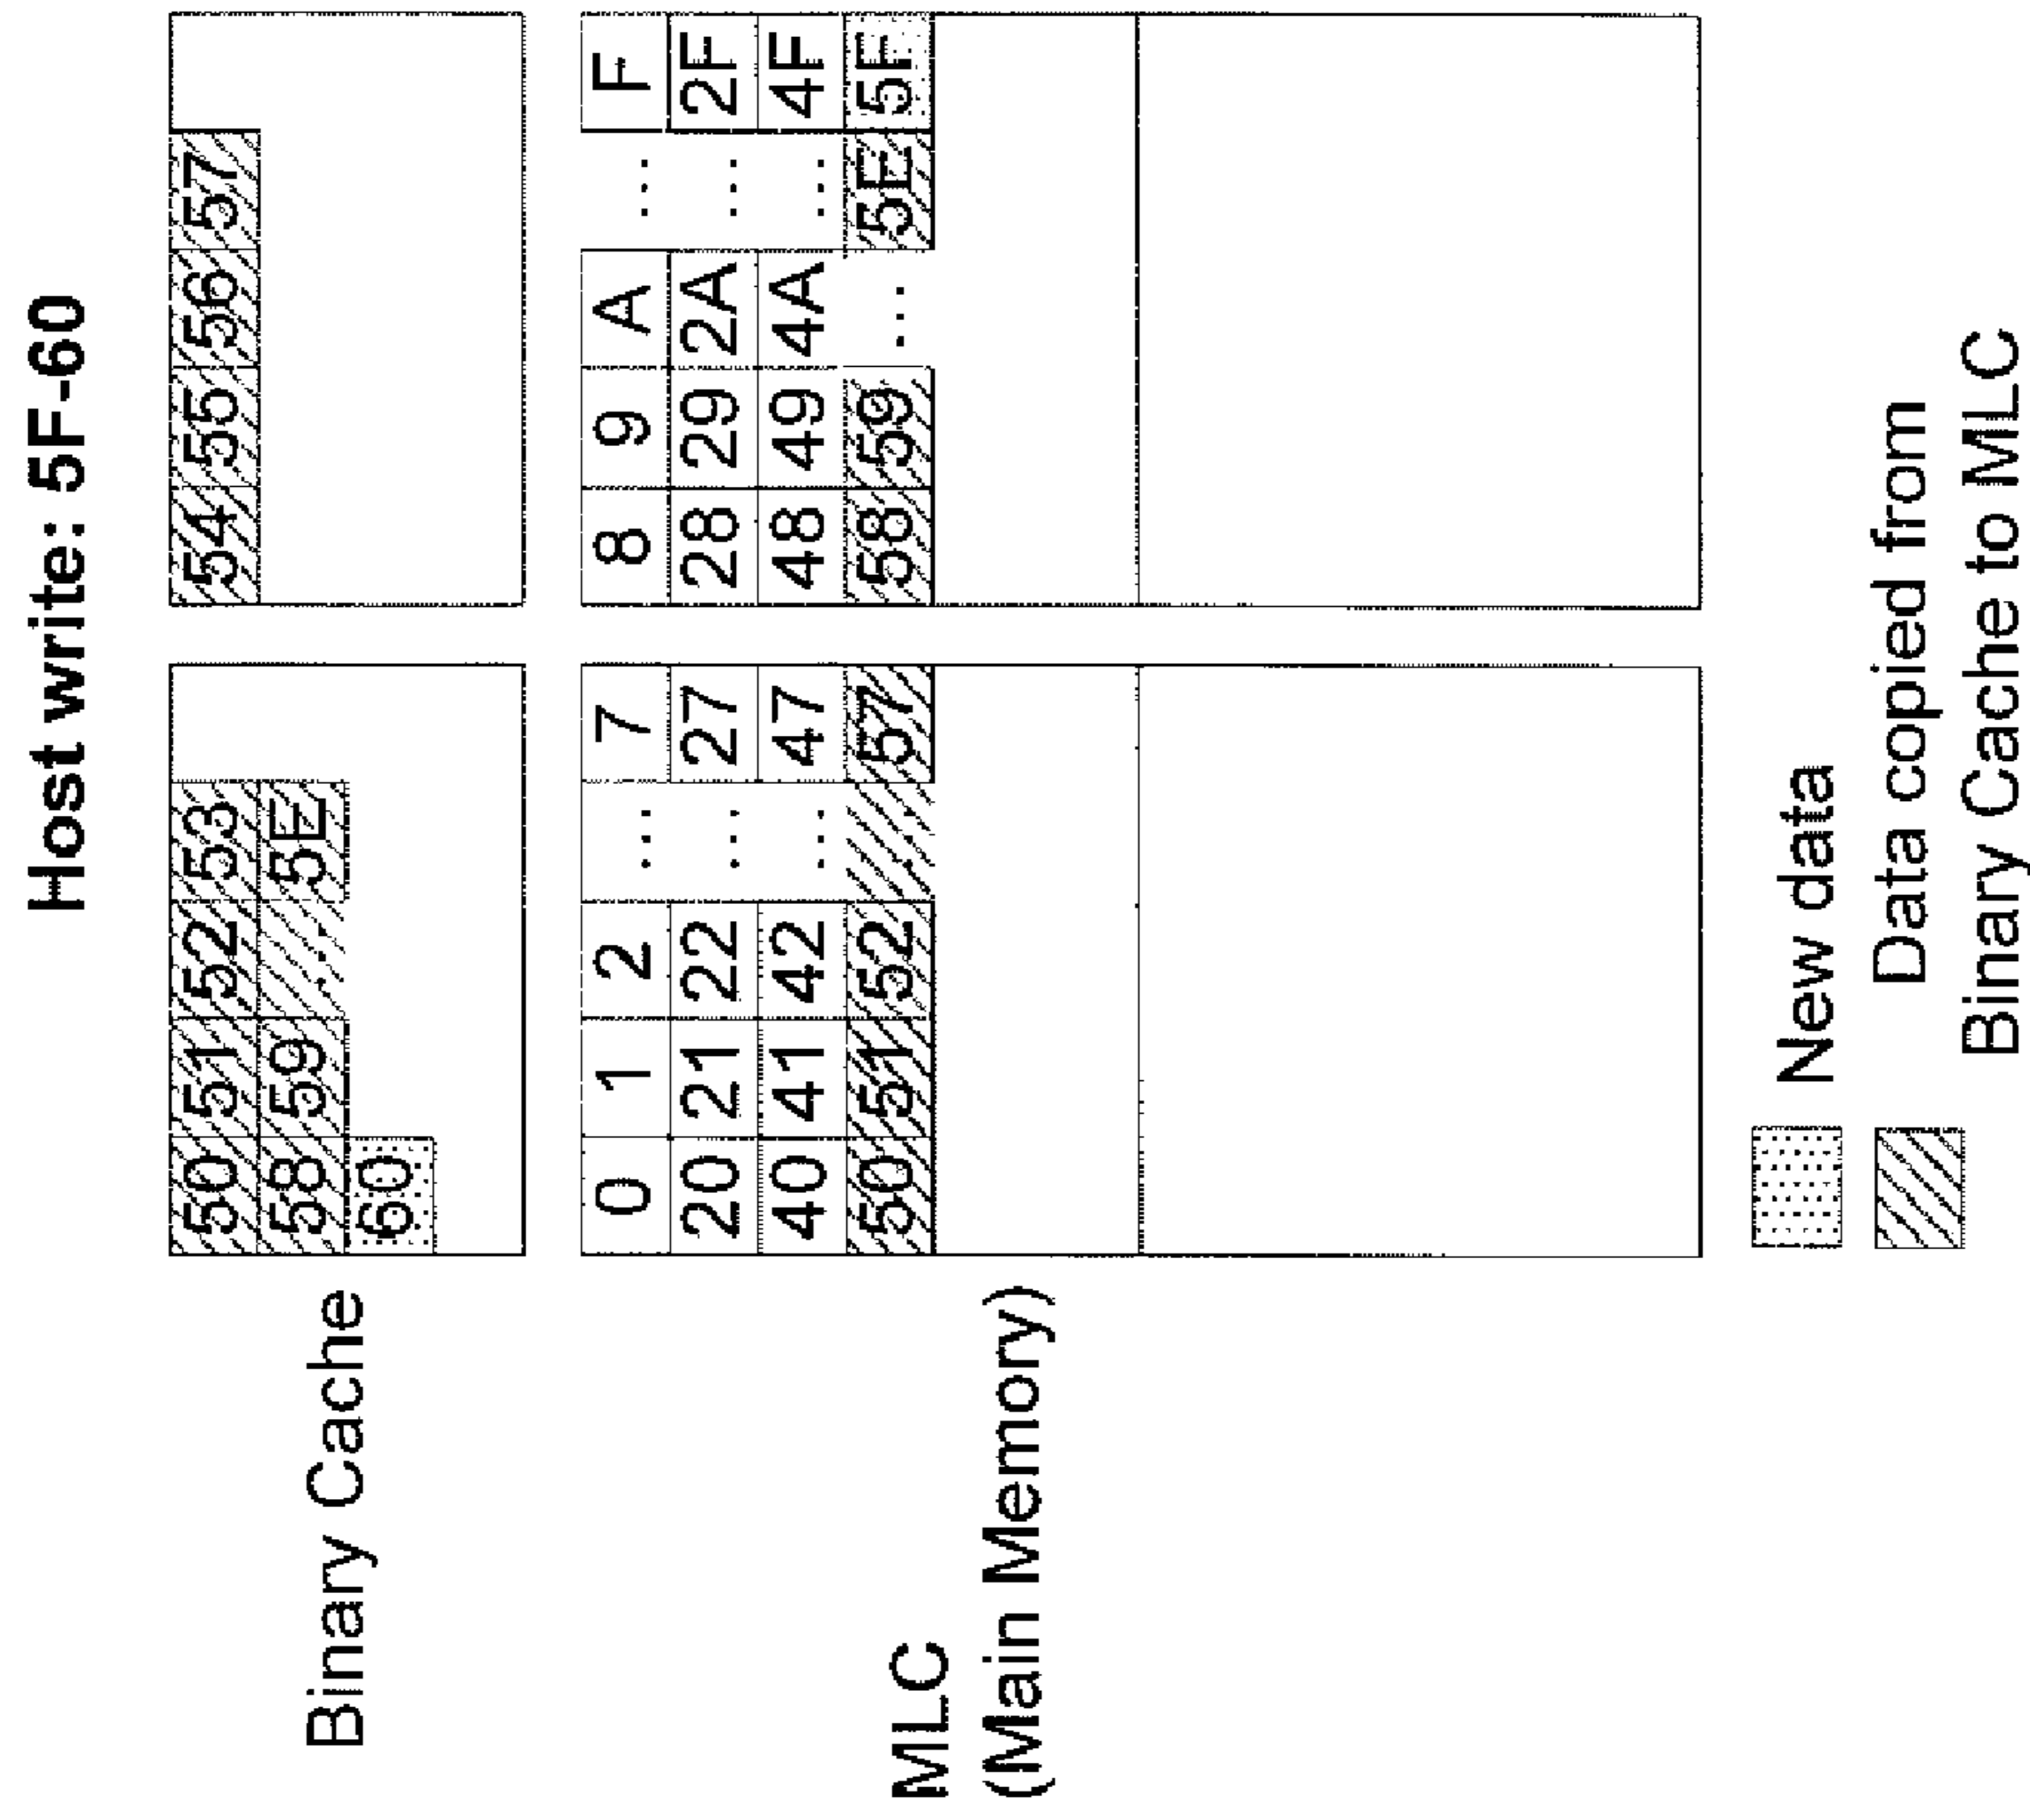 Host write: 5F-60
Binary Cache
50 51 52 53 54 55 56 57
58 59 ... 5E
60
MLC
(Main Memory)
0 1 2 ... 7 8 9 A ... F
20 21 22 ... 27 28 29 2A ... 2F
40 41 42 ... 47 48 49 4A ... 4F
50 51 52 ... 57 58 59 ... 5E 5F
New data
Data copied from
Binary Cache to MLC